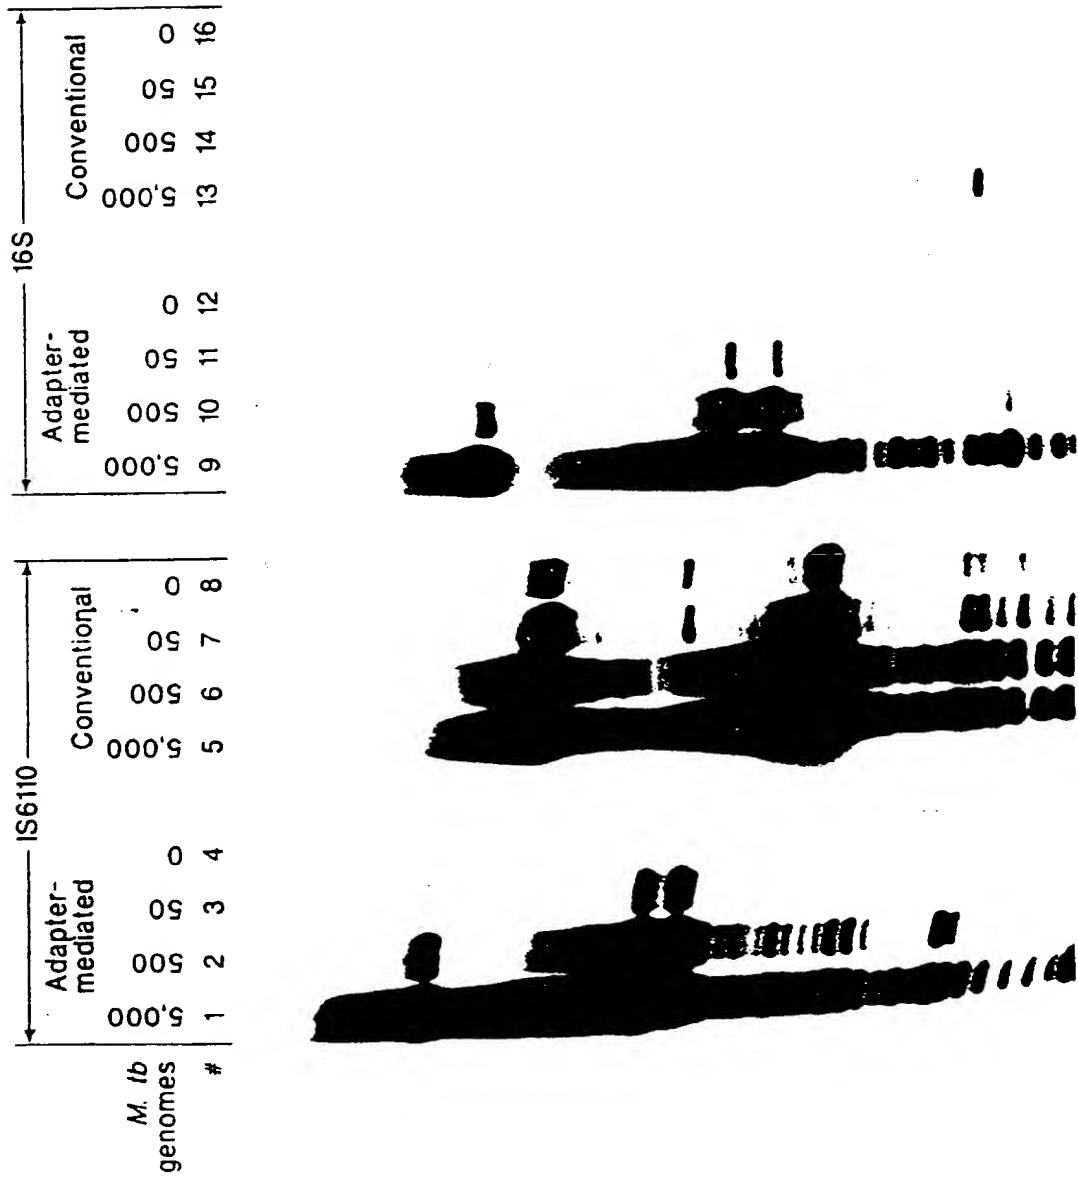 IS6110 16S
Adapter-mediated Conventional Adapter-mediated Conventional
M. tb genomes 5,000 500 50 0 5,000 500 50 0 5,000 500 50 0 5,000 500 50 0
# 1 2 3 4 5 6 7 8 9 10 11 12 13 14 15 16